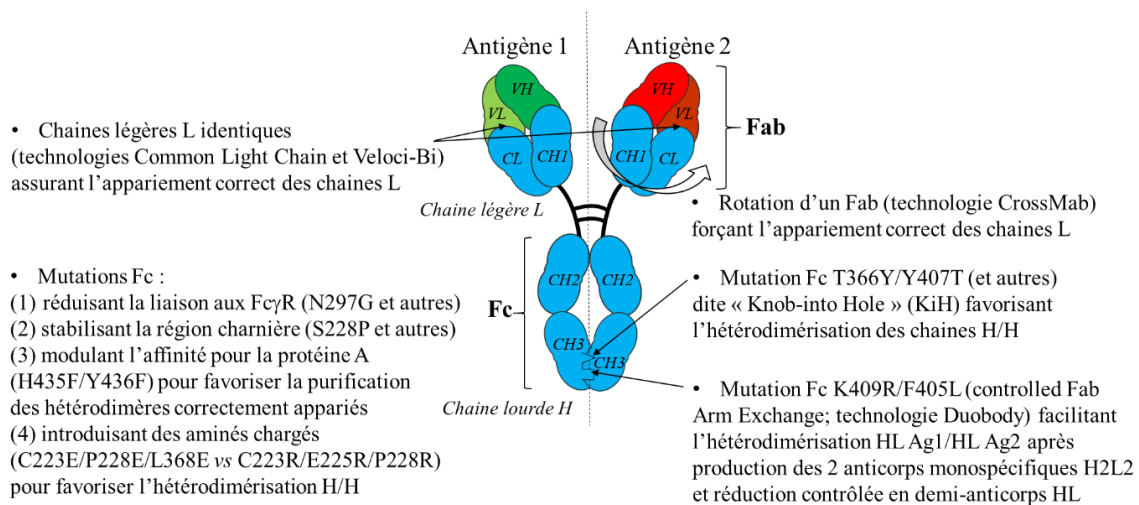 Antigène 1
Antigène 2
VH
VL
CL
CH1
VH
VL
CH1
CL
Fab
• Chaines légères L identiques
(technologies Common Light Chain et Veloci-Bi)
assurant l’appariement correct des chaines L
Chaine légère L
• Rotation d’un Fab (technologie CrossMab)
forçant l’appariement correct des chaines L
• Mutations Fc :
(1) réduisant la liaison aux FcγR (N297G et autres)
(2) stabilisant la région charnière (S228P et autres)
(3) modulant l’affinité pour la protéine A
(H435F/Y436F) pour favoriser la purification
des hétérodimères correctement appariés
(4) introduisant des aminés chargés
(C223E/P228E/L368E vs C223R/E225R/P228R)
pour favoriser l’hétérodimérisation H/H
Fc
CH2
CH2
CH3
CH3
Chaine lourde H
• Mutation Fc T366Y/Y407T (et autres)
dite « Knob-into Hole » (KiH) favorisant
l’hétérodimérisation des chaines H/H
• Mutation Fc K409R/F405L (controlled Fab
Arm Exchange; technologie Duobody) facilitant
l’hétérodimérisation HL Ag1/HL Ag2 après
production des 2 anticorps monospécifiques H2L2
et réduction contrôlée en demi-anticorps HL